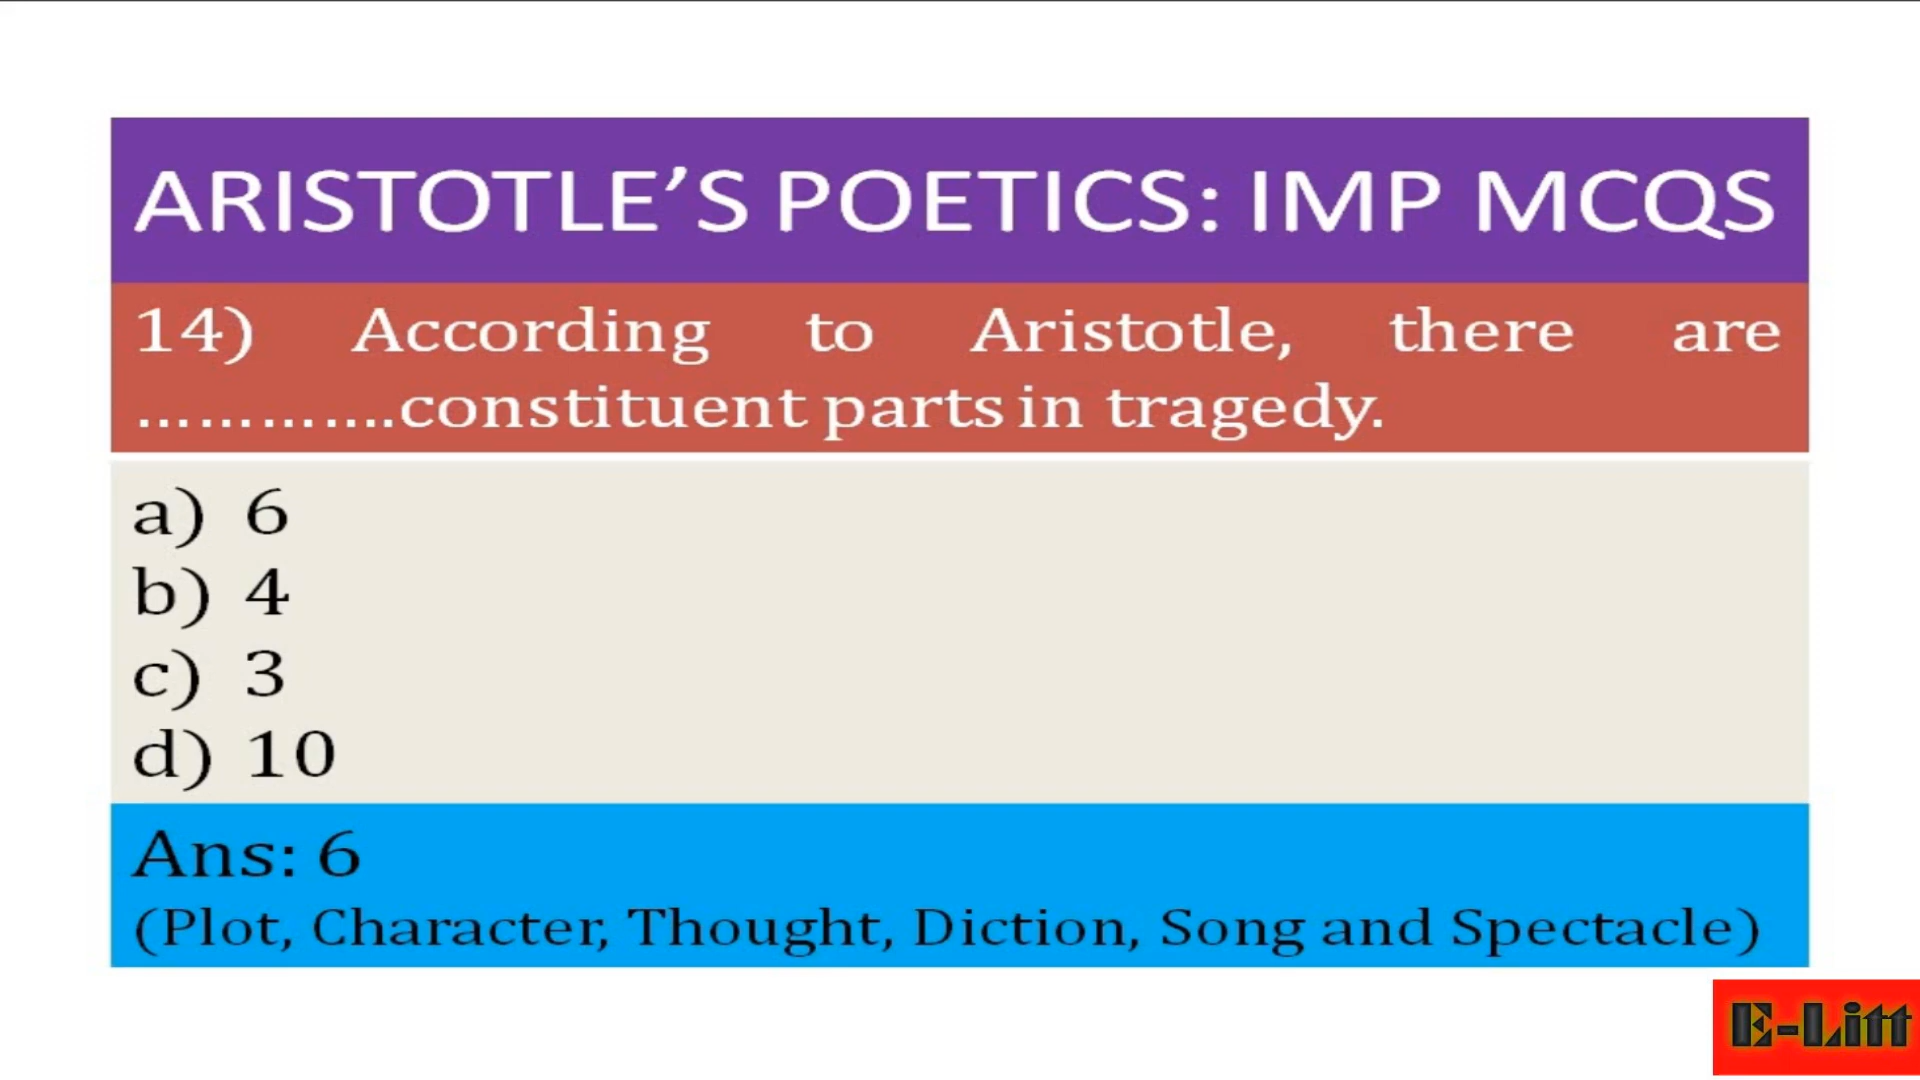 ARISTOTLE’S POETICS: IMP MCQS
14) According to Aristotle, there are
.............constituent parts in tragedy.
a) 6
b) 4
c) 3
d) 10
Ans: 6
(Plot, Character, Thought, Diction, Song and Spectacle)
E-Litt